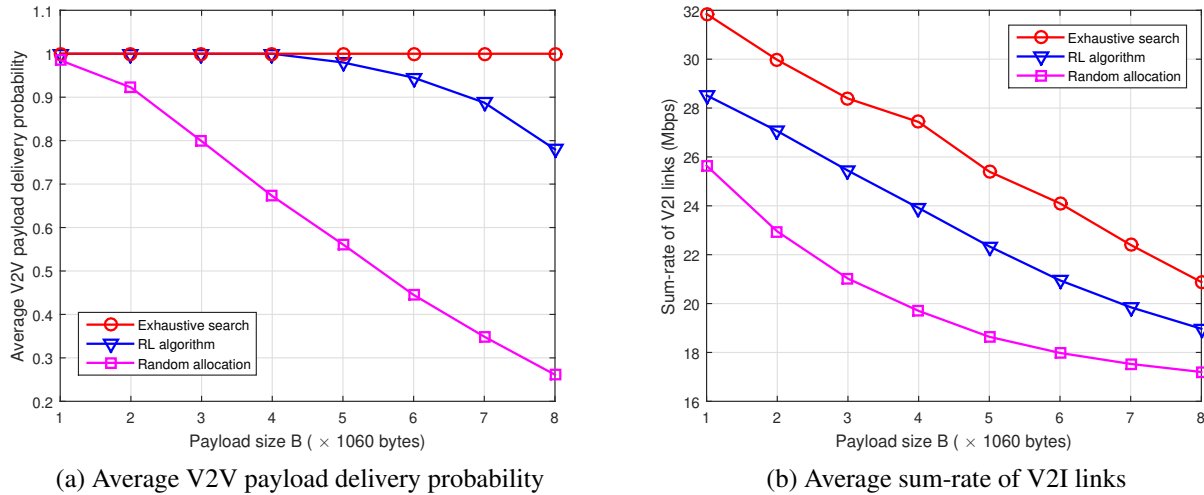 1.1
1
0.9
0.8
0.7
0.6
0.5
0.4
0.3
0.2
Average V2V payload delivery probability
Exhaustive search
RL algorithm
Random allocation
1 2 3 4 5 6 7 8
Payload size B ( × 1060 bytes)
(a) Average V2V payload delivery probability
32
30
28
26
24
22
20
18
16
Sum-rate of V2I links (Mbps)
Exhaustive search
RL algorithm
Random allocation
1 2 3 4 5 6 7 8
Payload size B ( × 1060 bytes)
(b) Average sum-rate of V2I links